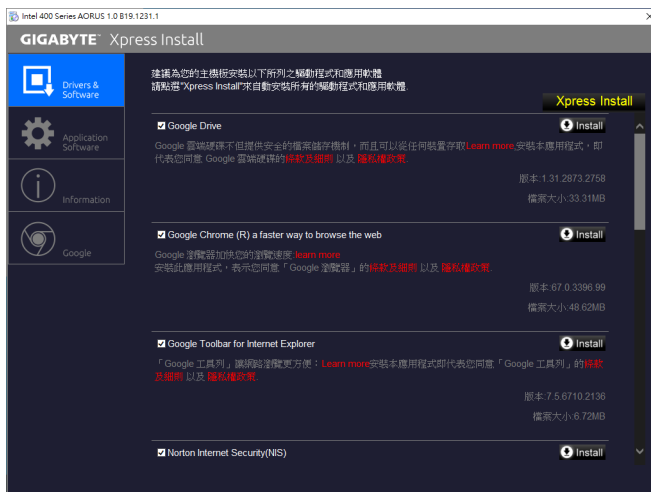 Intel 400 Series AORUS 1.0 B19.1231.1
GIGABYTE™ Xpress Install
Drivers &
Software
Application
Software
Information
Google
建議為您的主機板安裝以下所列之驅動程式和應用軟體
請點選"Xpress Install"來自動安裝所有的驅動程式和應用軟體.
Xpress Install
Google Drive
Install
Google 雲端硬碟不但提供安全的檔案儲存機制，而且可以從任何裝置存取Learn more,安裝本應用程式，即
代表您同意 Google 雲端硬碟的條款及細則 以及 隱私權政策.
版本:1.31.2873.2758
檔案大小:33.31MB
Google Chrome (R) a faster way to browse the web
Install
Google 瀏覽器加快您的瀏覽速度:learn more
安裝此應用程式，表示您同意「Google 瀏覽器」的條款及細則 以及 隱私權政策.
版本:67.0.3396.99
檔案大小:48.62MB
Google Toolbar for Internet Explorer
Install
「Google 工具列」讓網路瀏覽更方便：Learn more安裝本應用程式即代表您同意「Google 工具列」的條款
及細則 以及 隱私權政策.
版本:7.5.6710.2136
檔案大小:6.72MB
Norton Internet Security(NIS)
Install